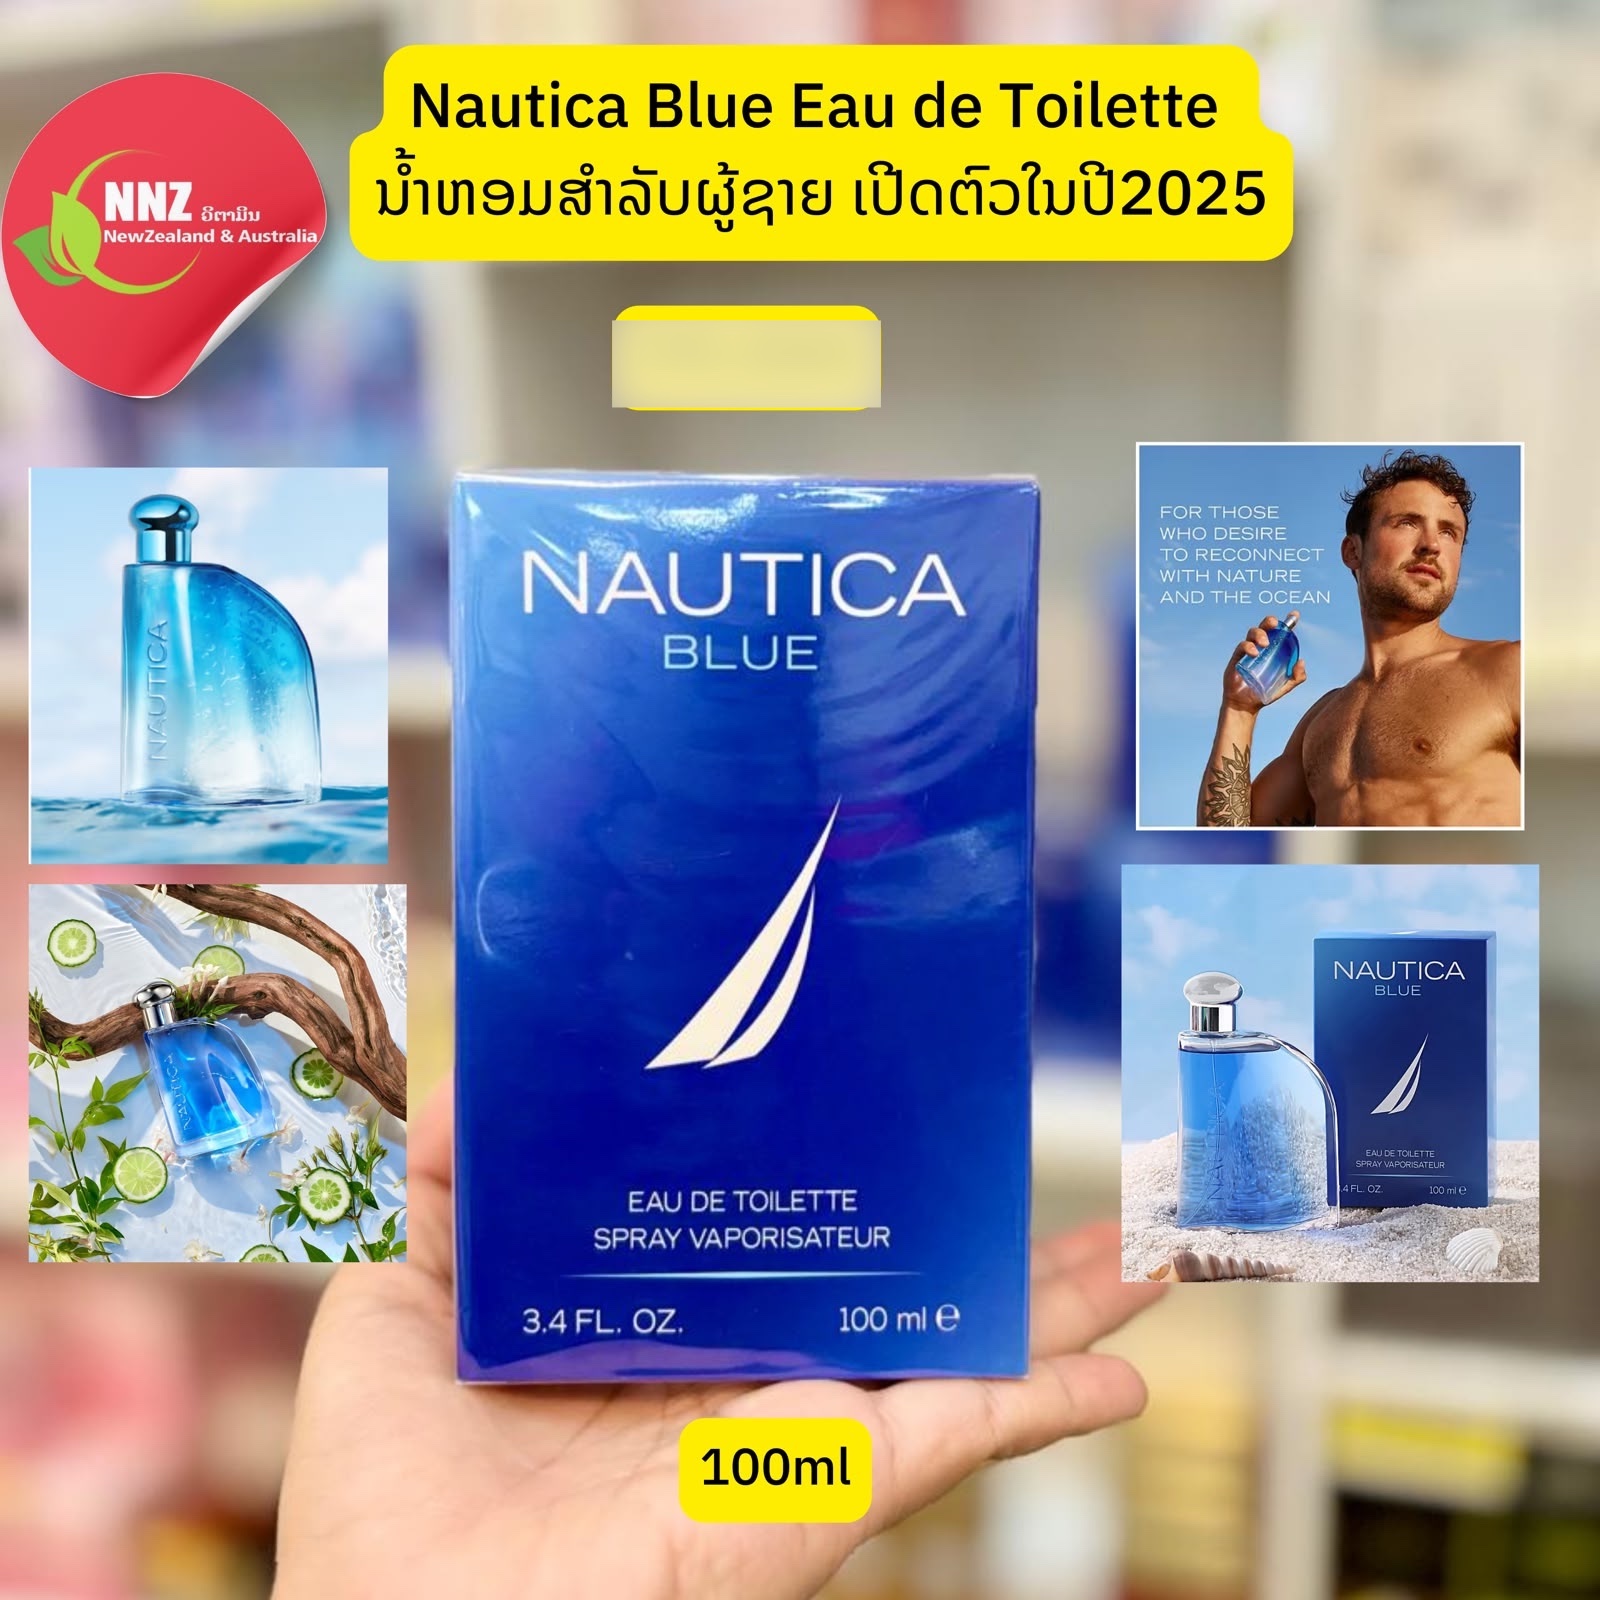 Nautica Blue Eau de Toilette
ນ້ຳຫອມສຳລັບຜູ້ຊາຍ ເປີດຕົວໃນປີ2025
NNZ ວິຕາມິນ
NewZealand & Australia
NAUTICA
BLUE
EAU DE TOILETTE
SPRAY VAPORISATEUR
3.4 FL. OZ. 100 ml ℮
100ml
NAUTICA
NAUTICA
FOR THOSE
WHO DESIRE
TO RECONNECT
WITH NATURE
AND THE OCEAN
NAUTICA
BLUE
EAU DE TOILETTE
SPRAY VAPORISATEUR
.4 FL. OZ. 100 ml ℮
NAUTICA